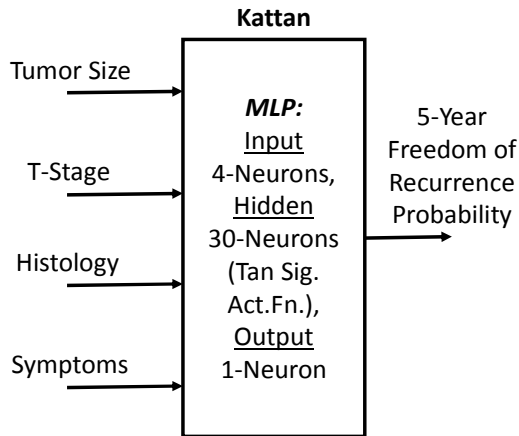 Kattan
Tumor Size
T-Stage
Histology
Symptoms
MLP:
Input
4-Neurons,
Hidden
30-Neurons
(Tan Sig.
Act.Fn.),
Output
1-Neuron
5-Year
Freedom of
Recurrence
Probability